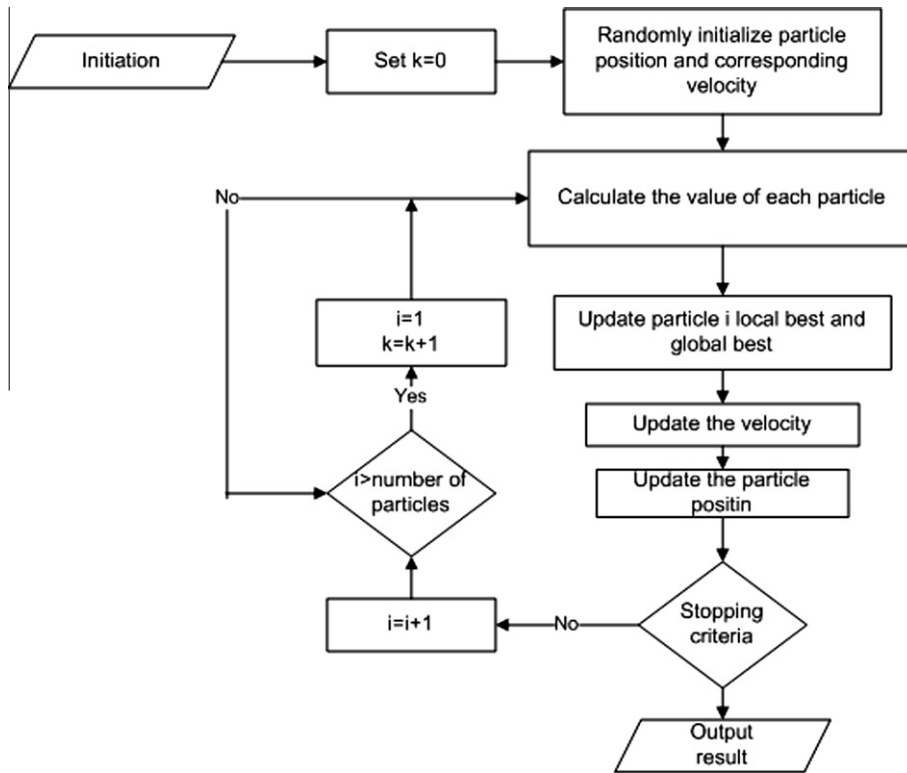 Initiation
Set k=0
Randomly initialize particle
position and corresponding
velocity
Calculate the value of each particle
No
i=1
k=k+1
Update particle i local best and
global best
Yes
Update the velocity
i>number of
particles
Update the particle
positin
Stopping
criteria
No
i=i+1
Output
result